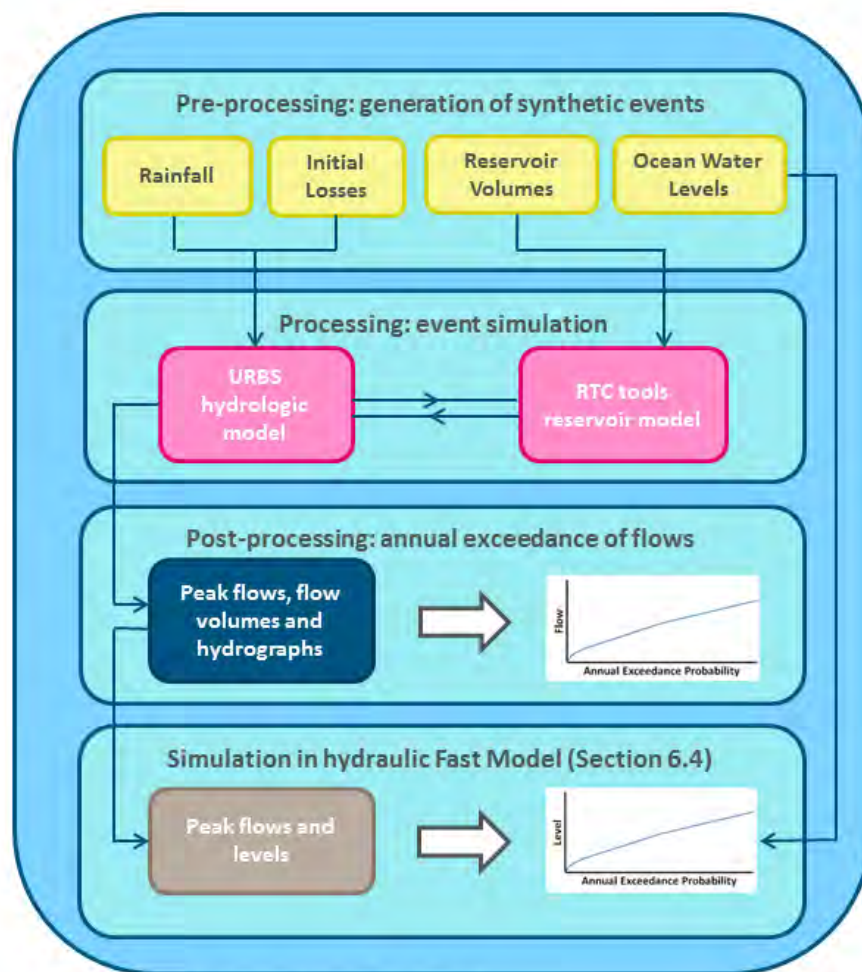 Pre-processing: generation of synthetic events
Rainfall
Initial
Losses
Reservoir
Volumes
Ocean Water
Levels
Processing: event simulation
URBS
hydrologic
model
RTC tools
reservoir model
Post-processing: annual exceedance of flows
Peak flows, flow
volumes and
hydrographs
Flow
Annual Exceedance Probability
Simulation in hydraulic Fast Model (Section 6.4)
Peak flows and
levels
Level
Annual Exceedance Probability